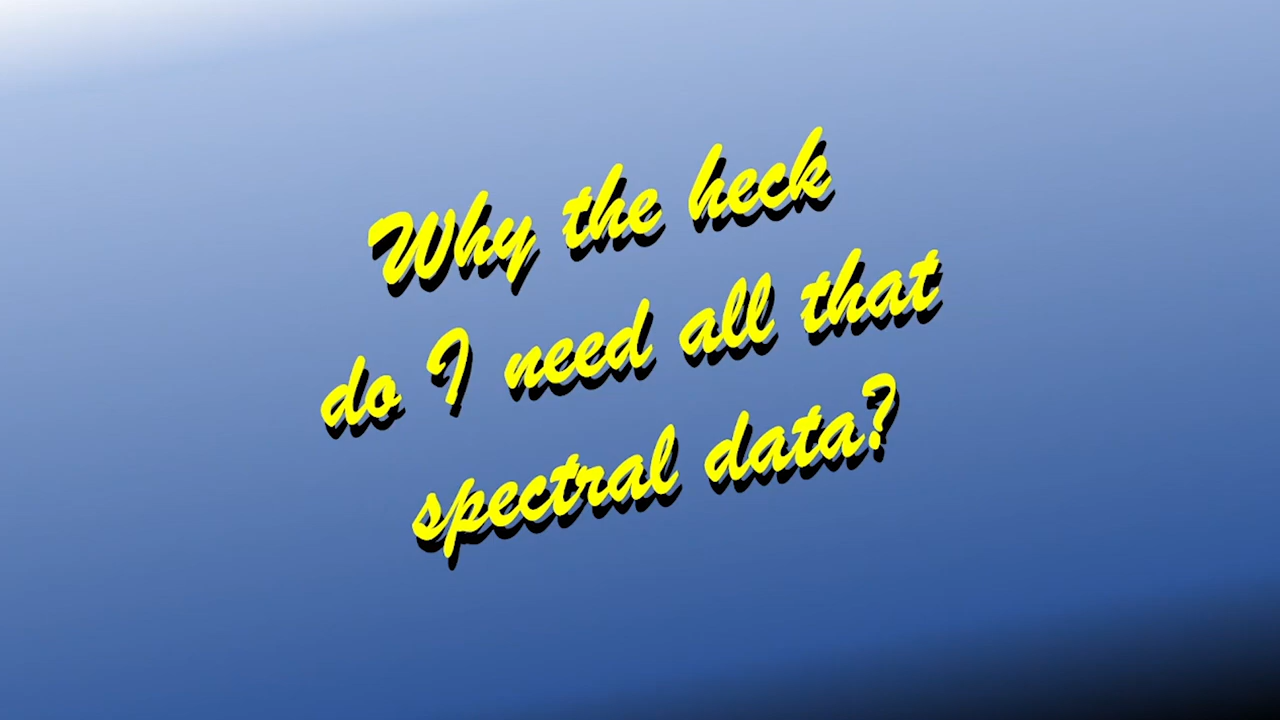 Why the heck
do I need all that
spectral data?